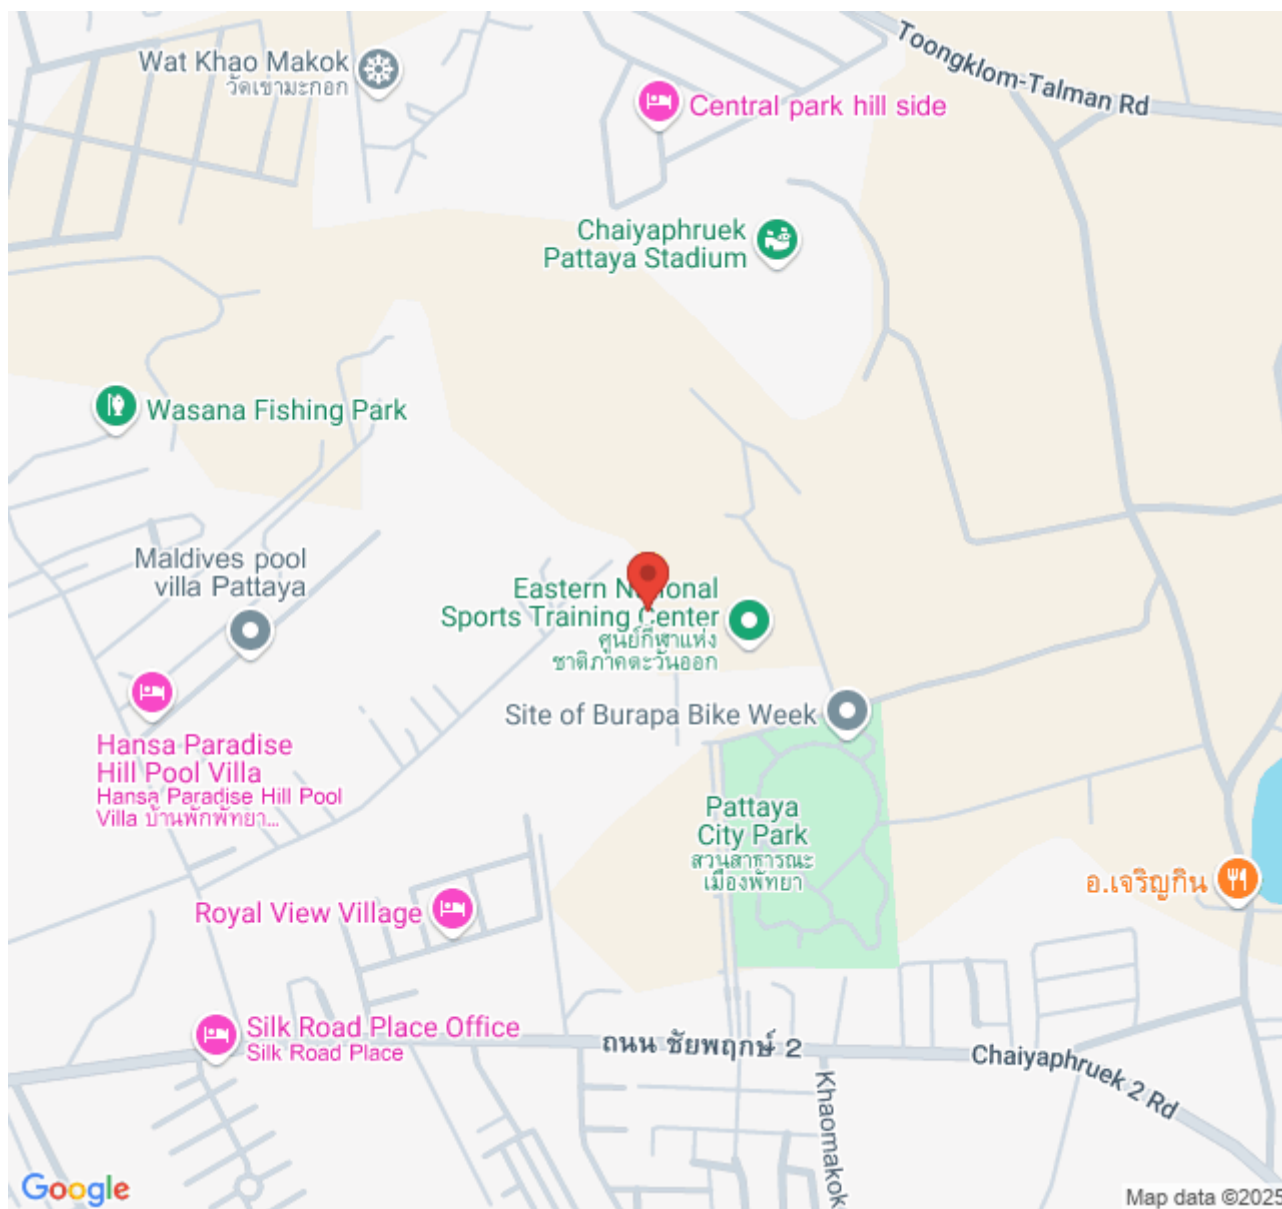 Toongklom-Talman Rd
Wat Khao Makok
วัดเขามะกอก
Central park hill side
Chaiyaphruek
Pattaya Stadium
Wasana Fishing Park
Maldives pool
villa Pattaya
Sports Training Center
ศูนย์กีฬาแห่ง
ชาติภาคตะวันออก
Site of Burapa Bike Week
Hansa Paradise
Hill Pool Villa
Hansa Paradise Hill Pool
Villa บ้านพักพัทยา...
Pattaya
City Park
สวนสาธารณะ
เมืองพัทยา
อ.เจริญกิน
Royal View Village
Silk Road Place Office
Silk Road Place
ถนน ชัยพฤกษ์ 2
Chaiyaphruek 2 Rd
Khaomakok
Google
Map data ©2025